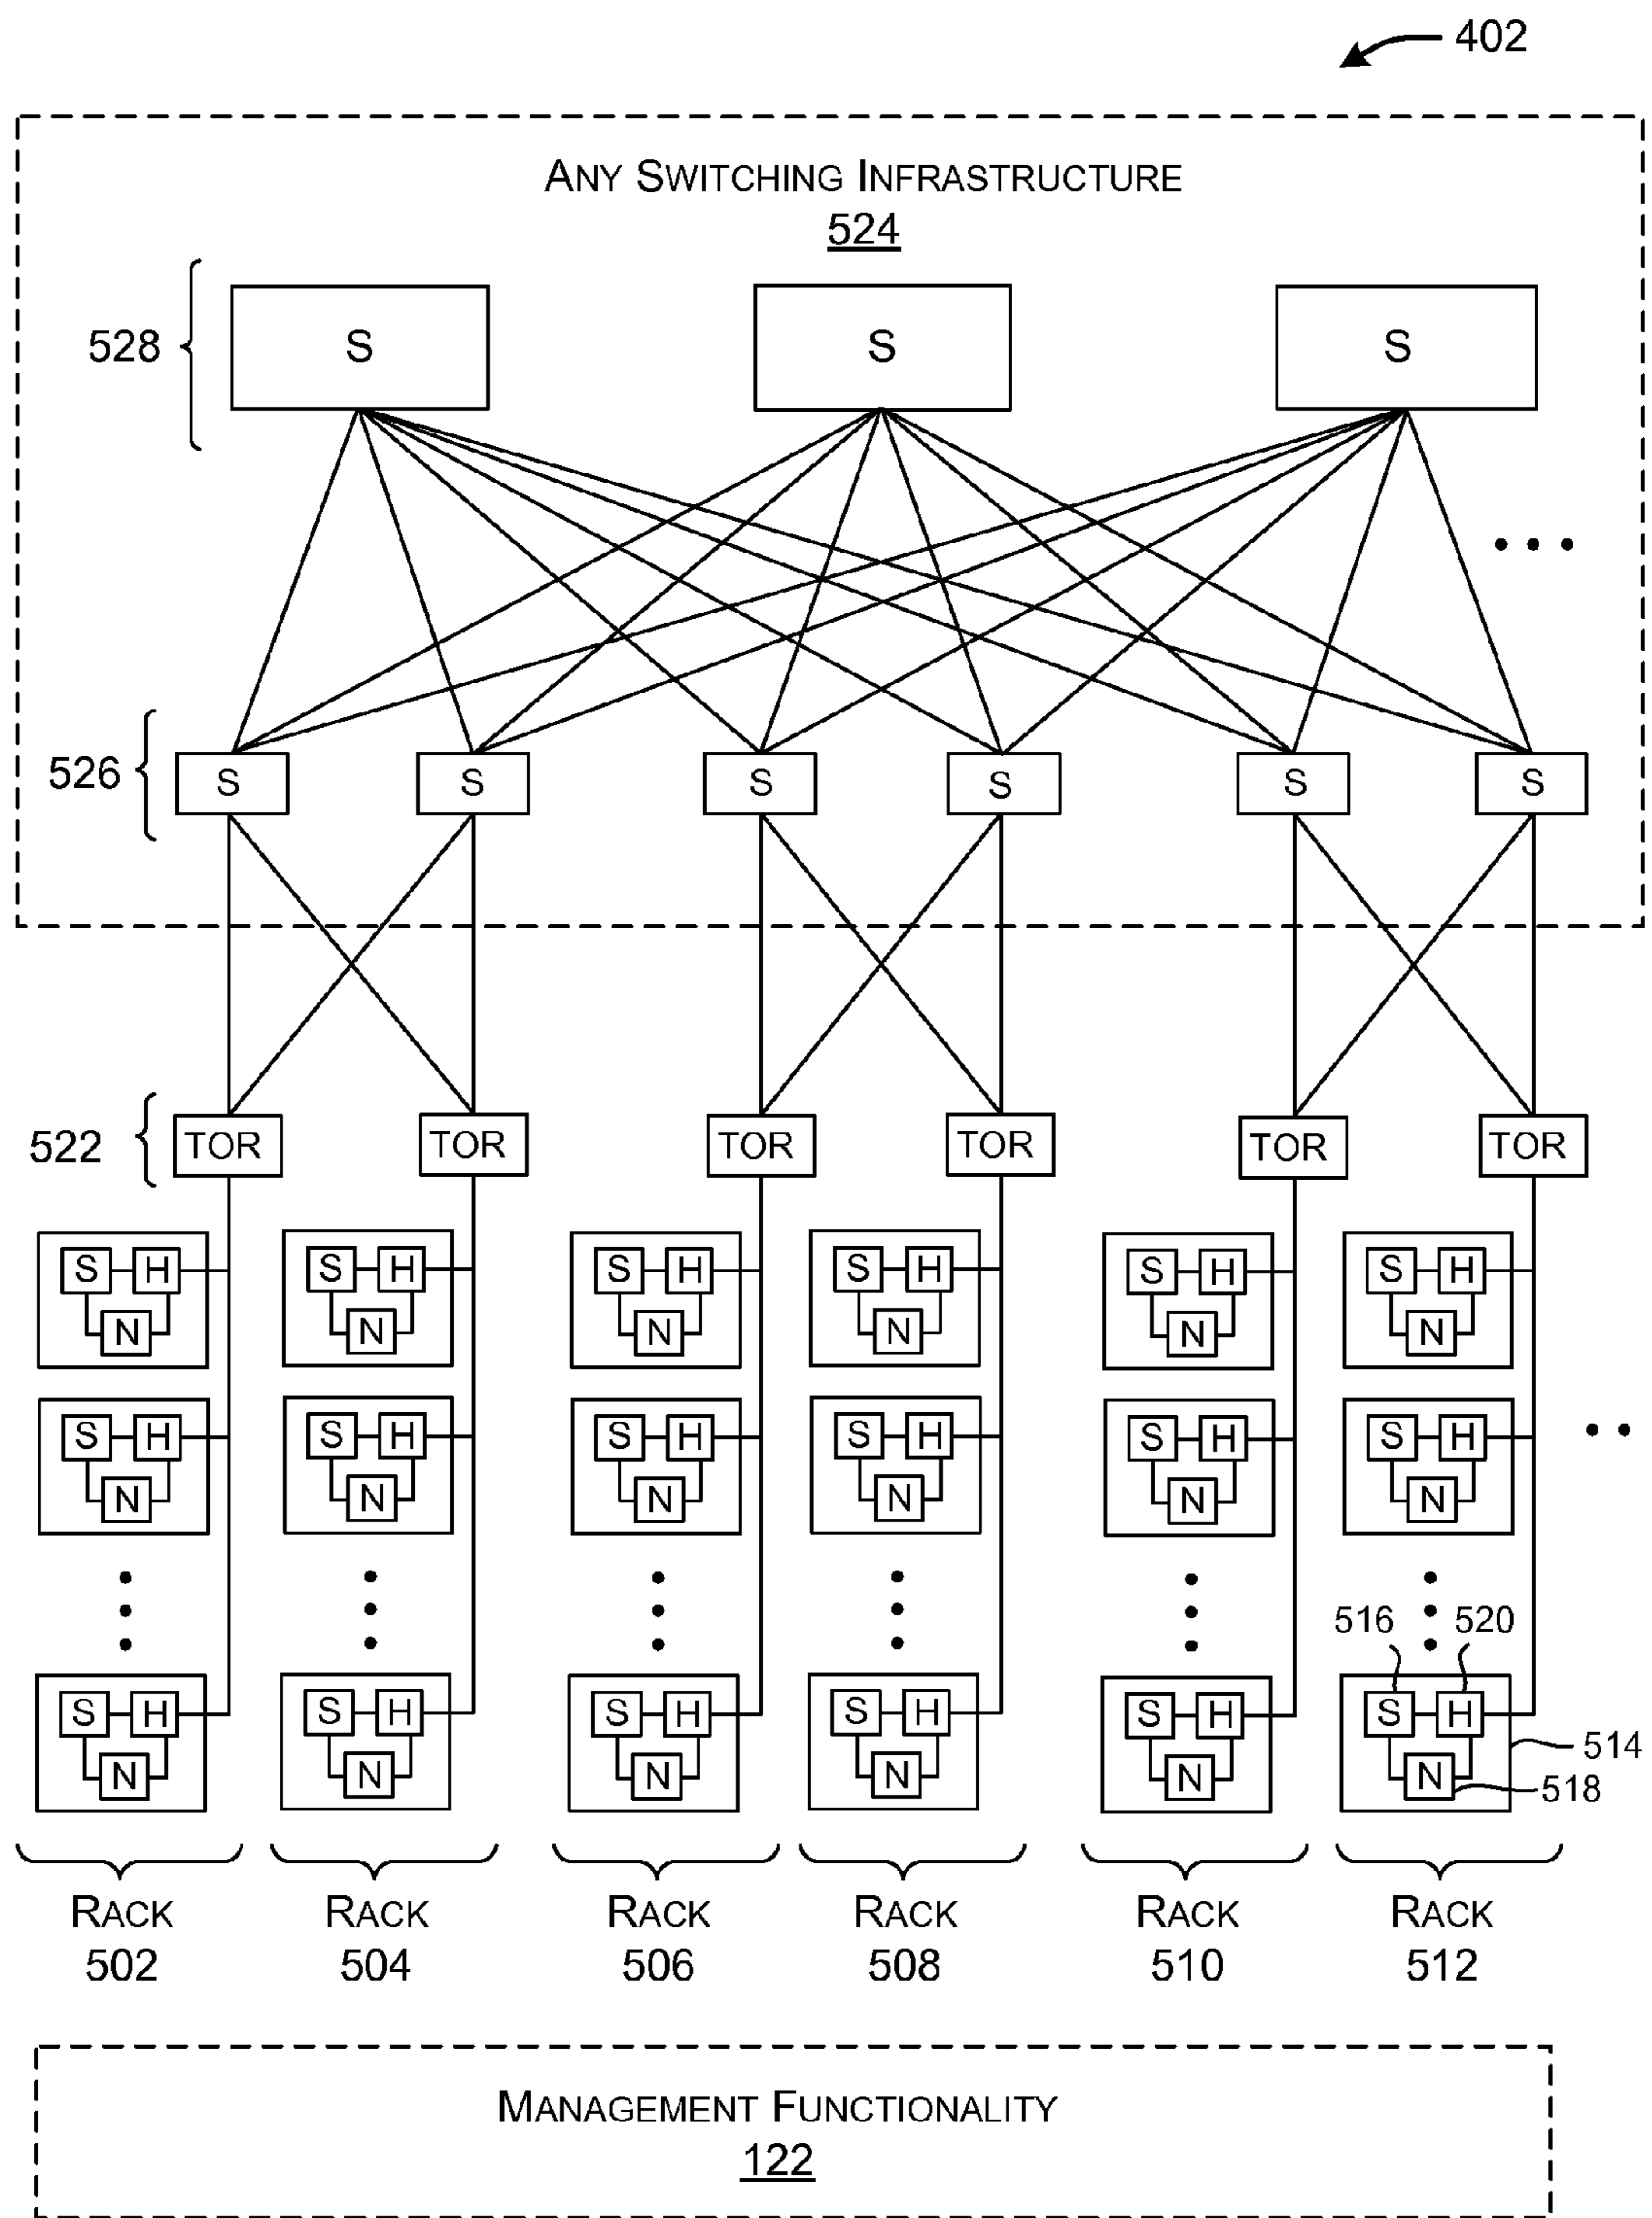 402
ANY SWITCHING INFRASTRUCTURE
524
528 S S S
526 S S S S S S
522 TOR TOR TOR TOR TOR TOR
S H S H S H S H S H S H
N N N N N N
S H S H S H S H S H S H
N N N N N N
516 520
S H S H S H S H S H S H
514
N N N N N N
518
RACK RACK RACK RACK RACK RACK
502 504 506 508 510 512
MANAGEMENT FUNCTIONALITY
122